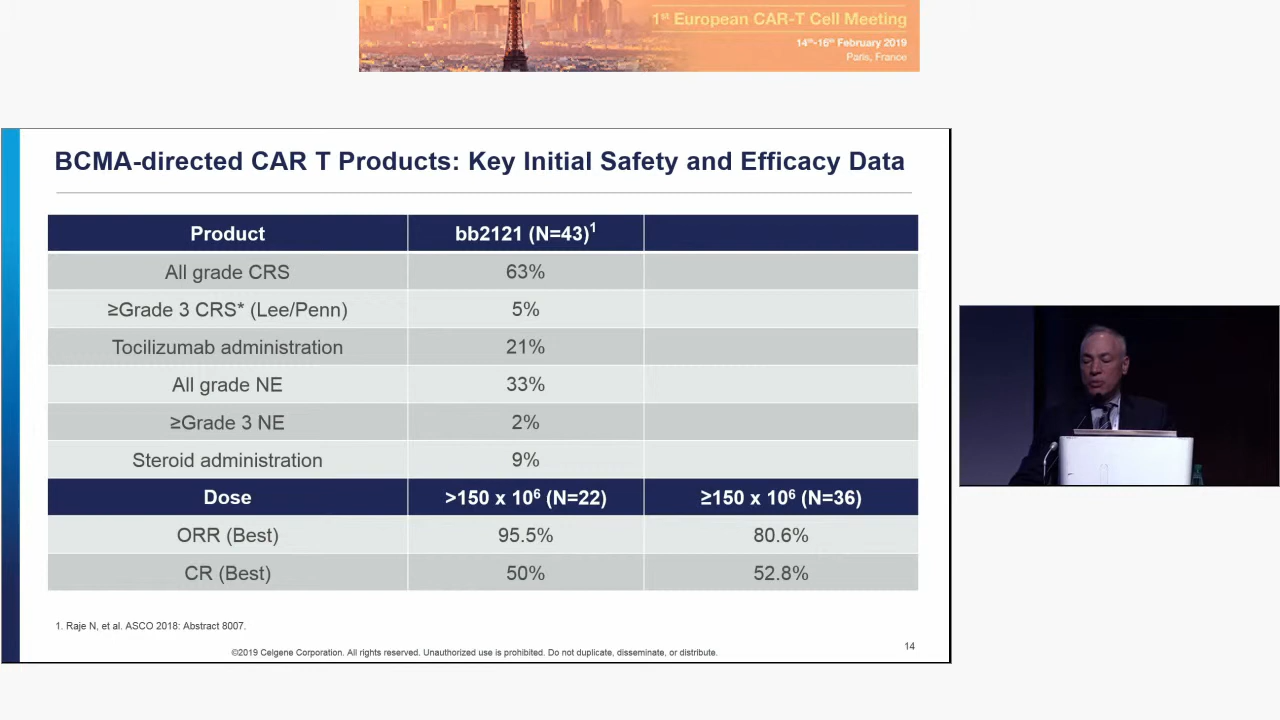 1st European CAR-T Cell Meeting
14th-16th February 2019
Paris, France
BCMA-directed CAR T Products: Key Initial Safety and Efficacy Data
Product bb2121 (N=43)1
All grade CRS 63%
≥Grade 3 CRS* (Lee/Penn) 5%
Tocilizumab administration 21%
All grade NE 33%
≥Grade 3 NE 2%
Steroid administration 9%
Dose >150 x 106 (N=22) ≥150 x 106 (N=36)
ORR (Best) 95.5% 80.6%
CR (Best) 50% 52.8%
1. Raje N, et al. ASCO 2018: Abstract 8007.
14
©2019 Celgene Corporation. All rights reserved. Unauthorized use is prohibited. Do not duplicate, disseminate, or distribute.